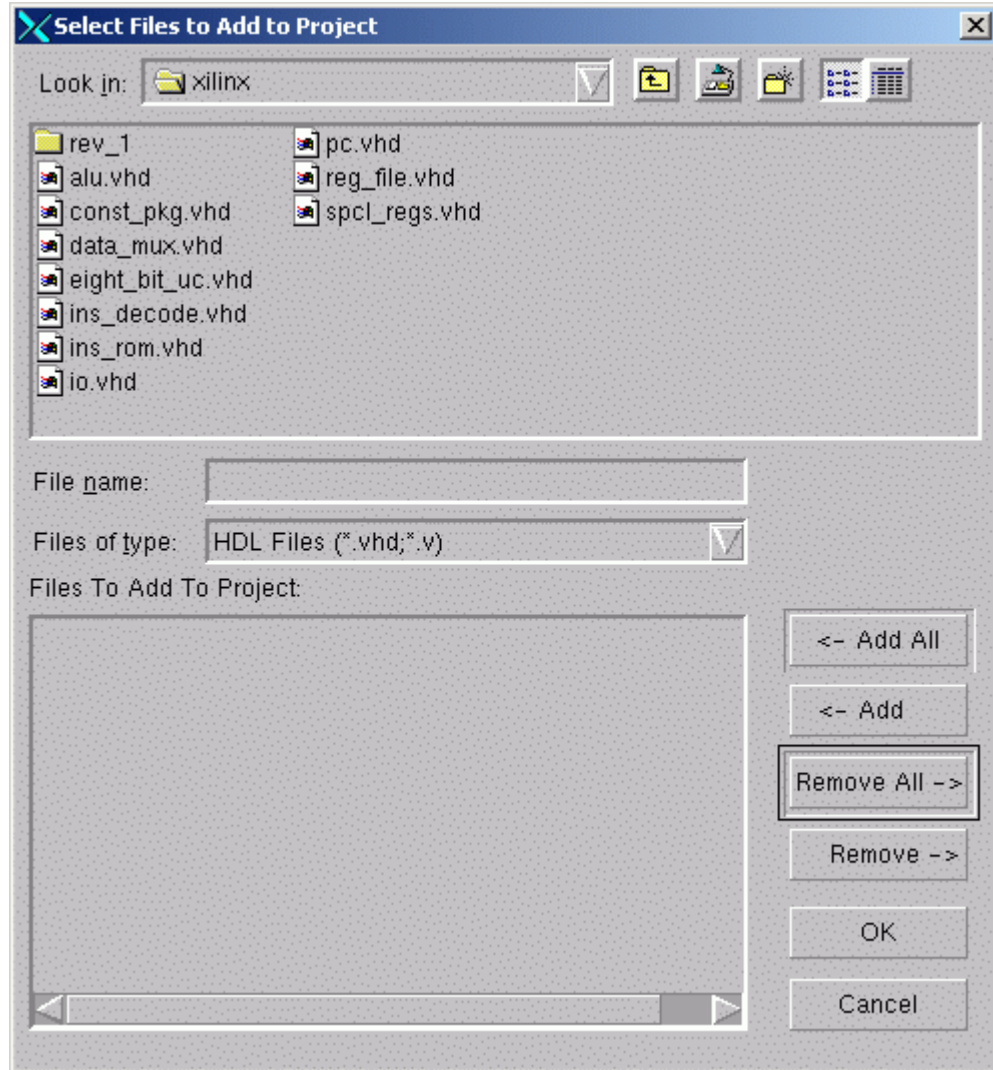 Select Files to Add to Project
Look in: xilinx
rev_1
alu.vhd
const_pkg.vhd
data_mux.vhd
eight_bit_uc.vhd
ins_decode.vhd
ins_rom.vhd
io.vhd
pc.vhd
reg_file.vhd
spcl_regs.vhd
File name:
Files of type: HDL Files (*.vhd;*.v)
Files To Add To Project:
<- Add All
<- Add
Remove All ->
Remove ->
OK
Cancel